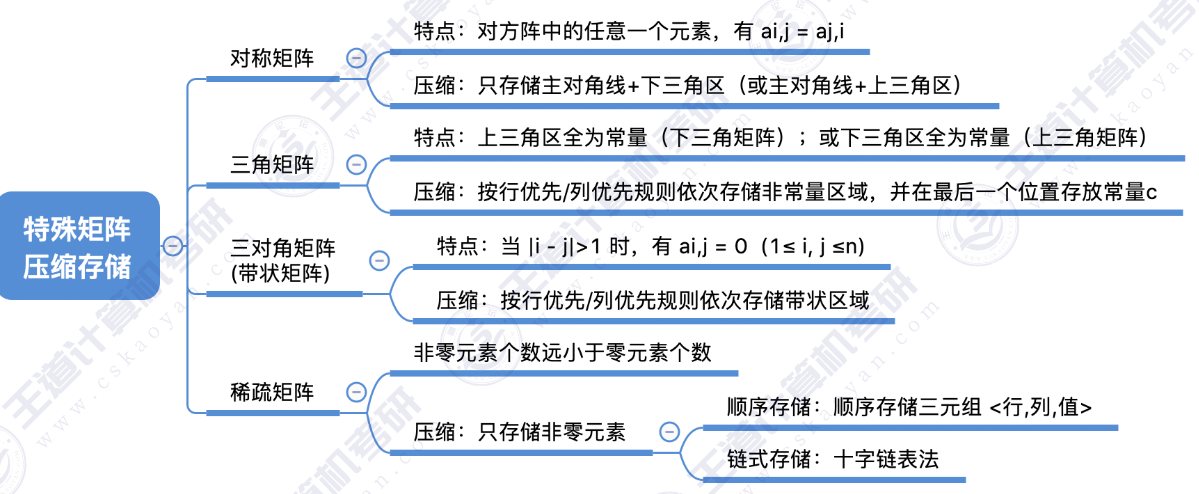 特殊矩阵
压缩存储
对称矩阵
特点：对方阵中的任意一个元素，有 ai,j = aj,i
压缩：只存储主对角线+下三角区（或主对角线+上三角区）
三角矩阵
特点：上三角区全为常量（下三角矩阵）；或下三角区全为常量（上三角矩阵）
压缩：按行优先/列优先规则依次存储非常量区域，并在最后一个位置存放常量c
三对角矩阵
(带状矩阵)
特点：当 |i - j|>1 时，有 ai,j = 0（1≤ i, j ≤n）
压缩：按行优先/列优先规则依次存储带状区域
稀疏矩阵
非零元素个数远小于零元素个数
压缩：只存储非零元素
顺序存储：顺序存储三元组 <行,列,值>
链式存储：十字链表法
王道计算机考研
www.cskaoyan.com